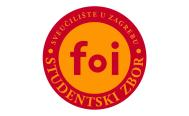 SVEUČILIŠTE U ZAGREBU
foi
STUDENTSKI ZBOR